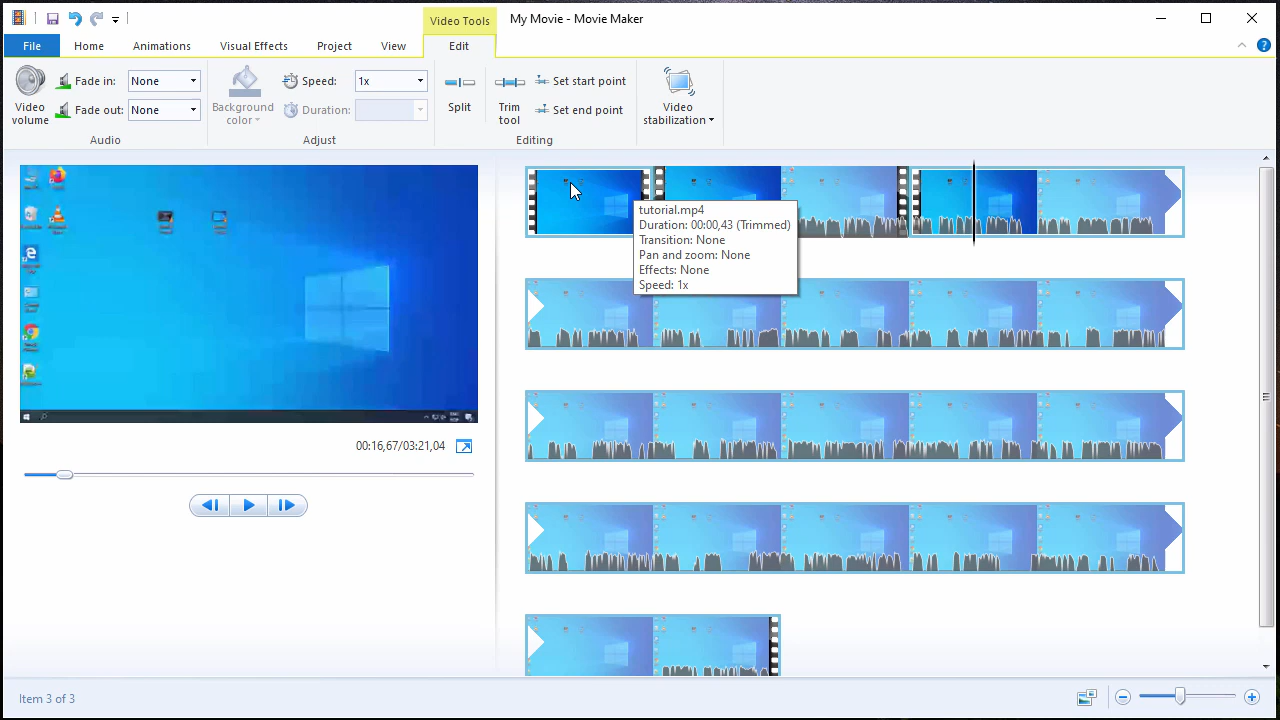 Video Tools
My Movie - Movie Maker
File
Home
Animations
Visual Effects
Project
View
Edit
Video volume
Fade in:
None
Fade out:
None
Audio
Background color
Speed:
1x
Duration:
Adjust
Split
Trim tool
Set start point
Set end point
Editing
Video stabilization
tutorial.mp4
Duration: 00:00,43 (Trimmed)
Transition: None
Pan and zoom: None
Effects: None
Speed: 1x
00:16,67/03:21,04
Item 3 of 3